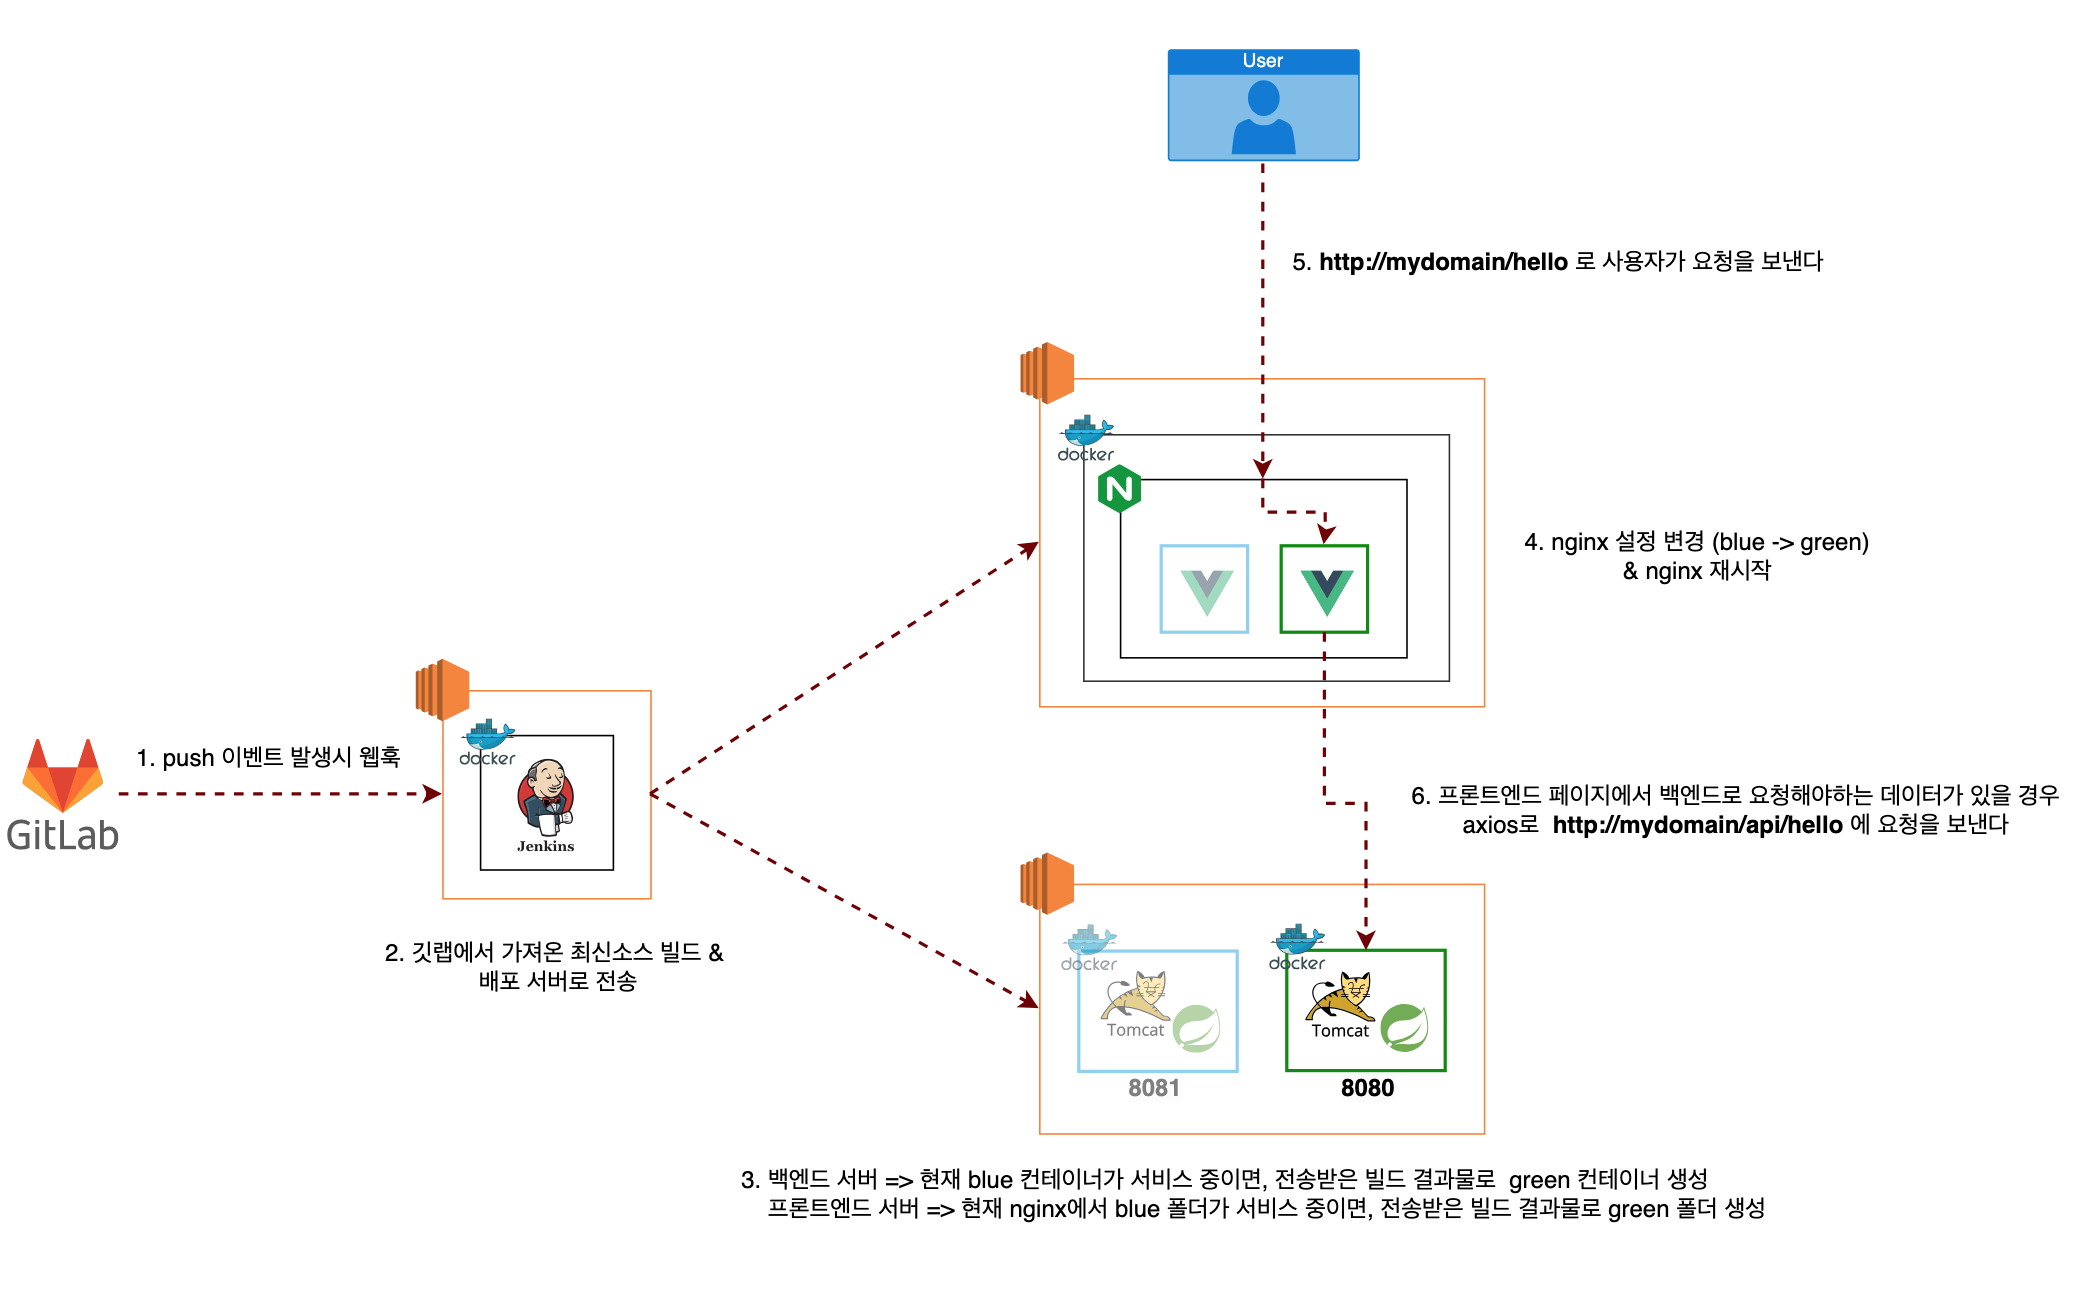 User
5. http://mydomain/hello 로 사용자가 요청을 보낸다
docker
N
4. nginx 설정 변경 (blue -> green)
& nginx 재시작
1. push 이벤트 발생시 웹훅
GitLab
docker
Jenkins
2. 깃랩에서 가져온 최신소스 빌드 &
배포 서버로 전송
6. 프론트엔드 페이지에서 백엔드로 요청해야하는 데이터가 있을 경우
axios로 http://mydomain/api/hello 에 요청을 보낸다
docker
Tomcat
8081
docker
Tomcat
8080
3. 백엔드 서버 => 현재 blue 컨테이너가 서비스 중이면, 전송받은 빌드 결과물로 green 컨테이너 생성
프론트엔드 서버 => 현재 nginx에서 blue 폴더가 서비스 중이면, 전송받은 빌드 결과물로 green 폴더 생성